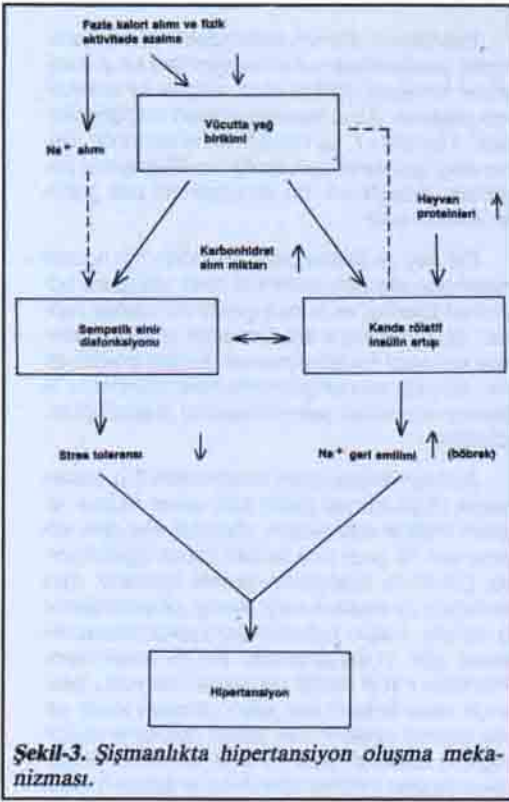 Fazla kalori alımı ve fizik
aktivitede azalma
Vücutta yağ
birikimi
Na⁺ alımı
Hayvan
proteinleri ↑
Karbonhidrat
alım miktarı ↑
Sempatik sinir
disfonksiyonu
Kanda rölatif
insülin artışı
Stres toleransı ↓
Na⁺ geri emilimi ↑ (böbrek)
Hipertansiyon
Şekil-3. Şişmanlıkta hipertansiyon oluşma meka-
nizması.